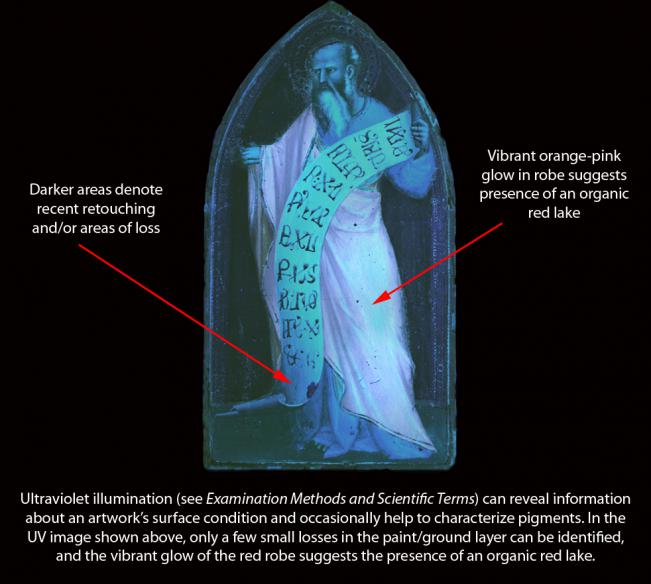 Vibrant orange-pink
glow in robe suggests
presence of an organic
red lake
Darker areas denote
recent retouching
and/or areas of loss
Ultraviolet illumination (see Examination Methods and Scientific Terms) can reveal information
about an artwork's surface condition and occasionally help to characterize pigments. In the
UV image shown above, only a few small losses in the paint/ground layer can be identified,
and the vibrant glow of the red robe suggests the presence of an organic red lake.